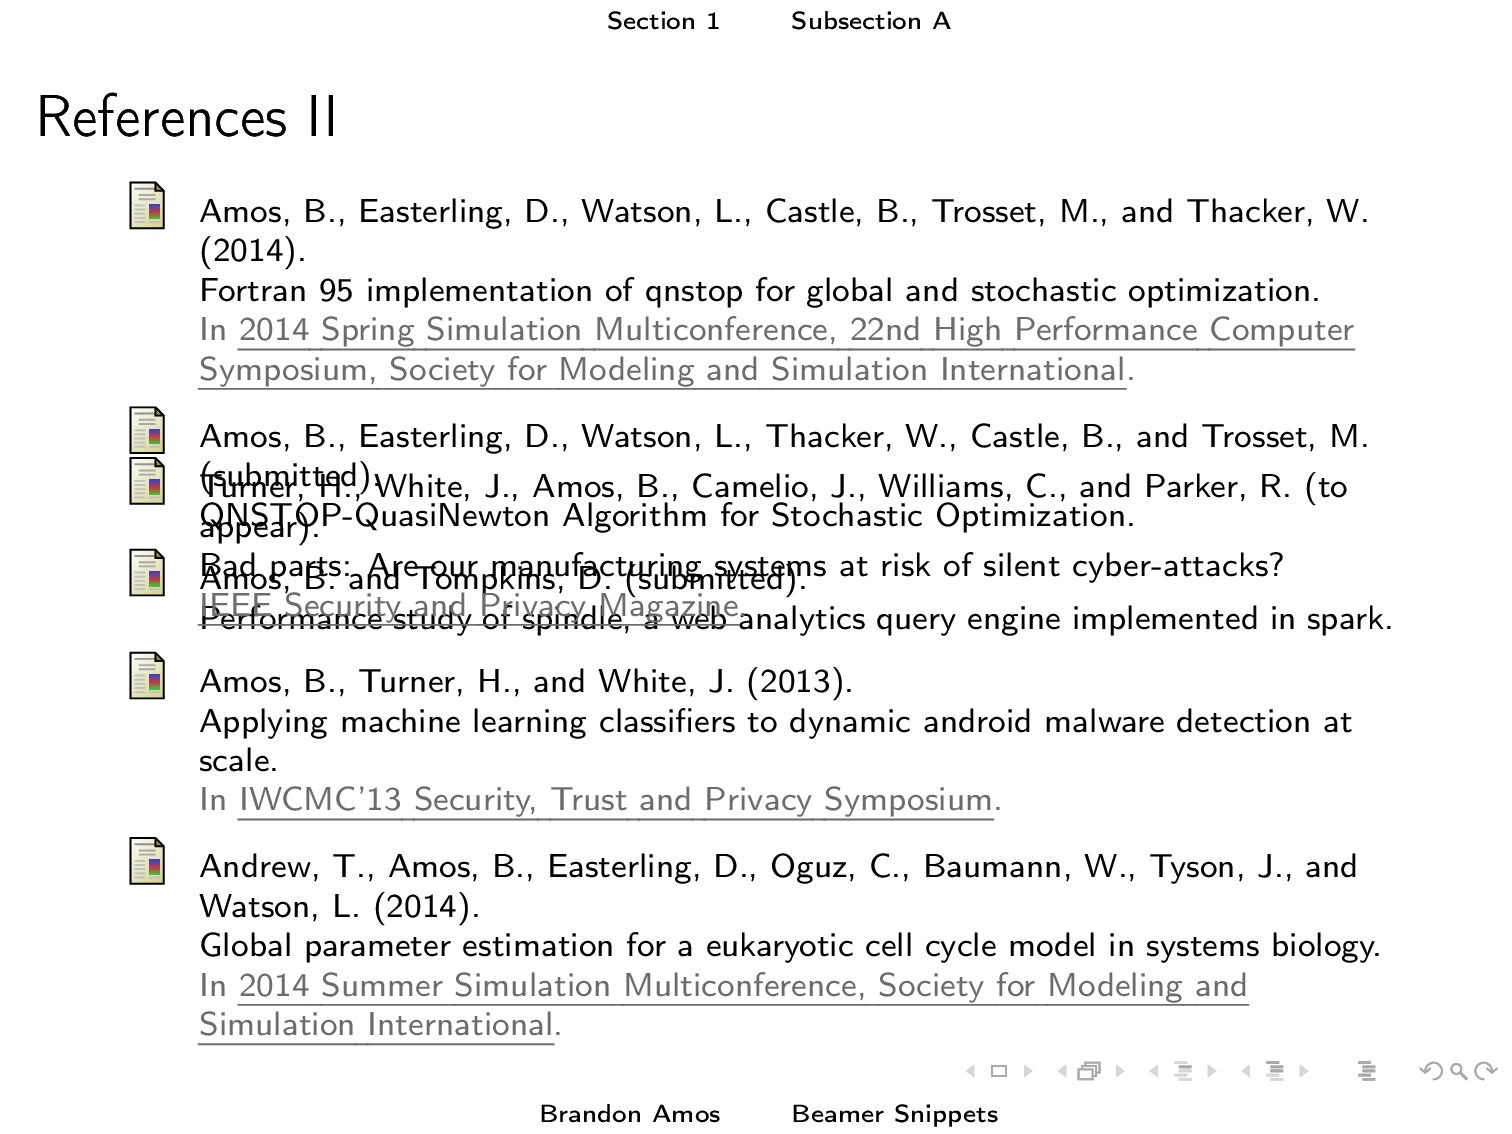 Section 1 Subsection A
References II
Amos, B., Easterling, D., Watson, L., Castle, B., Trosset, M., and Thacker, W.
(2014).
Fortran 95 implementation of qnstop for global and stochastic optimization.
In 2014 Spring Simulation Multiconference, 22nd High Performance Computer
Symposium, Society for Modeling and Simulation International.
Amos, B., Easterling, D., Watson, L., Thacker, W., Castle, B., and Trosset, M.
(submitted).
QNSTOP-QuasiNewton Algorithm for Stochastic Optimization.
Turner, H., White, J., Amos, B., Camelio, J., Williams, C., and Parker, R. (to
appear).
Bad parts: Are our manufacturing systems at risk of silent cyber-attacks?
IEEE Security and Privacy Magazine.
Amos, B. and Tompkins, D. (submitted).
Performance study of spindle, a web analytics query engine implemented in spark.
Amos, B., Turner, H., and White, J. (2013).
Applying machine learning classifiers to dynamic android malware detection at
scale.
In IWCMC'13 Security, Trust and Privacy Symposium.
Andrew, T., Amos, B., Easterling, D., Oguz, C., Baumann, W., Tyson, J., and
Watson, L. (2014).
Global parameter estimation for a eukaryotic cell cycle model in systems biology.
In 2014 Summer Simulation Multiconference, Society for Modeling and
Simulation International.
Brandon Amos Beamer Snippets